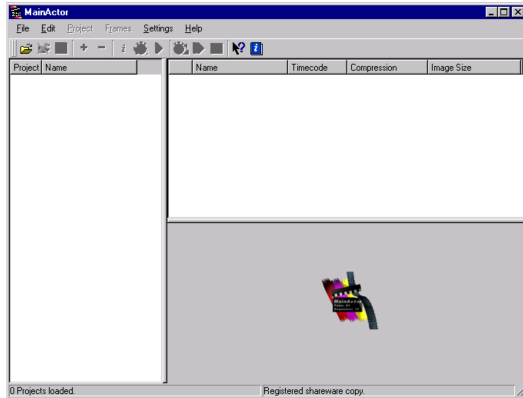 MainActor
File Edit Project Frames Settings Help
Project Name
Name Timecode Compression Image Size
MainActor
0 Projects loaded. Registered shareware copy.